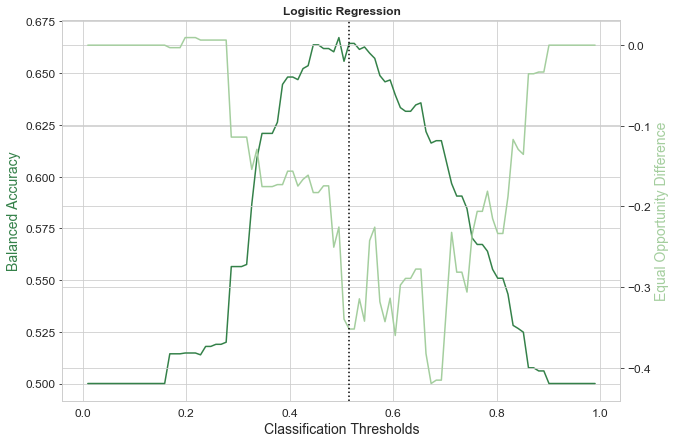 Logisitic Regression
0.675
0.650
0.625
0.600
0.575
0.550
0.525
0.500
Balanced Accuracy
0.0
−0.1
−0.2
−0.3
−0.4
Equal Opportunity Difference
0.0 0.2 0.4 0.6 0.8 1.0
Classification Thresholds